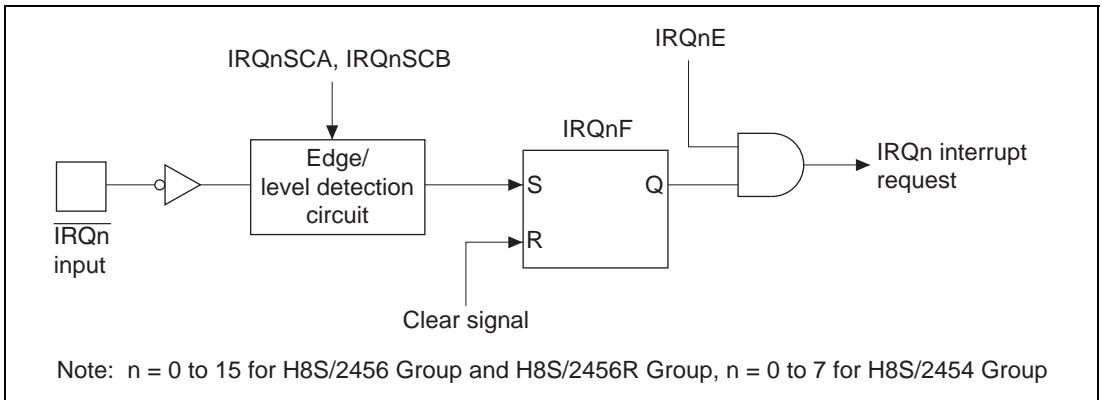 IRQnE
IRQnSCA, IRQnSCB
IRQnF
Edge/
level detection
circuit
S
Q
R
IRQn interrupt
request
IRQn
input
Clear signal
Note: n = 0 to 15 for H8S/2456 Group and H8S/2456R Group, n = 0 to 7 for H8S/2454 Group